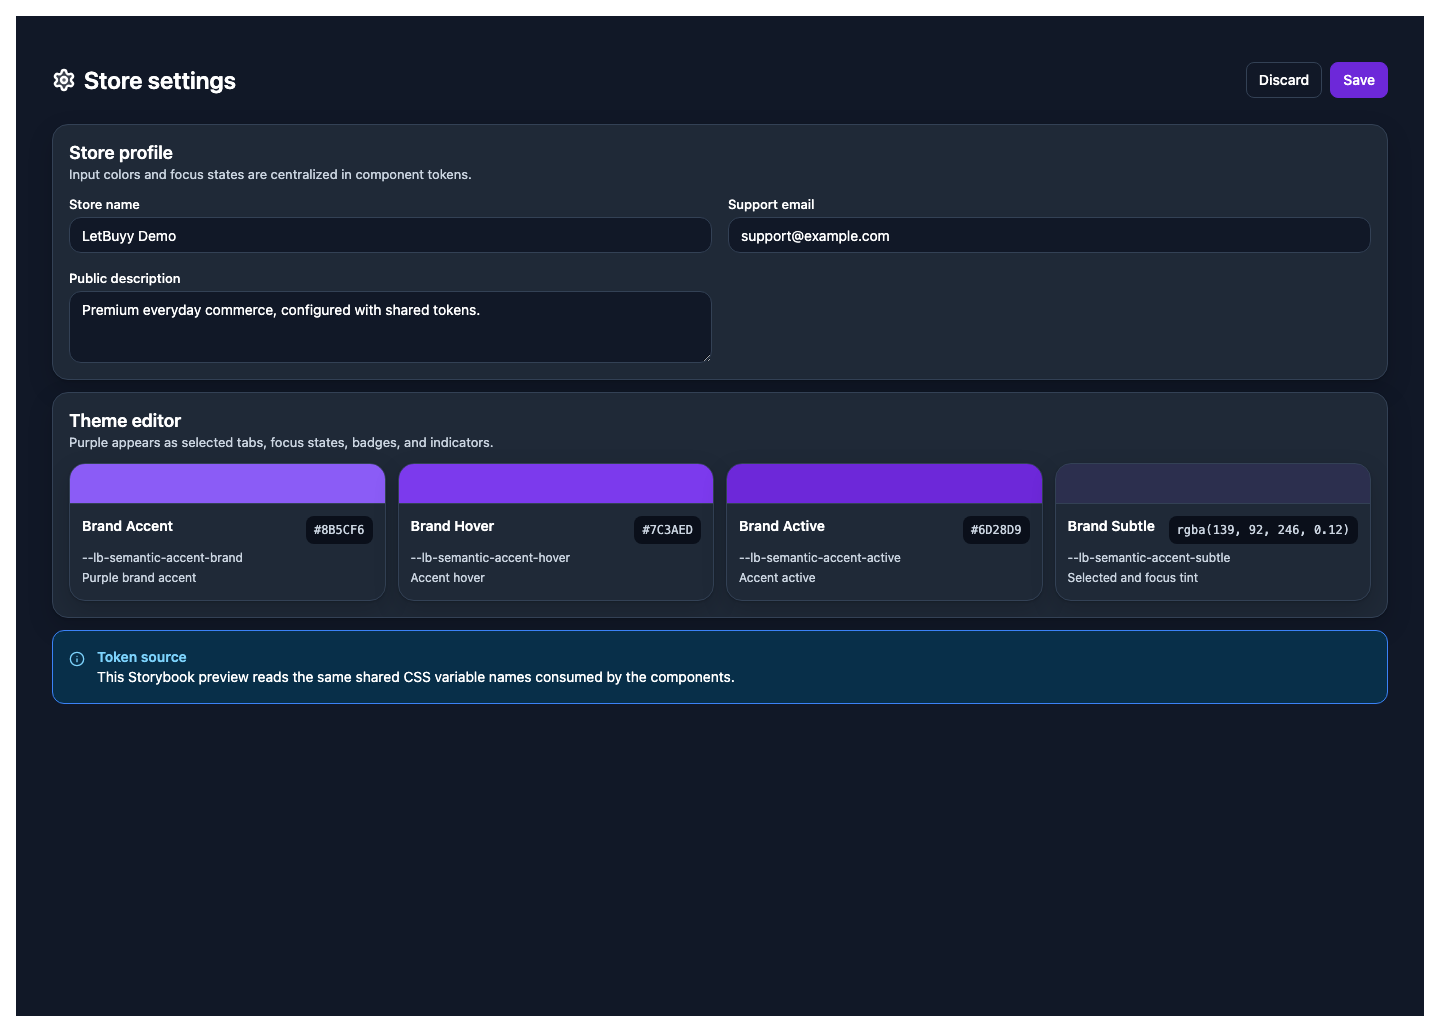 Store settings
Discard
Save
Store profile
Input colors and focus states are centralized in component tokens.
Store name
Support email
LetBuyy Demo
support@example.com
Public description
Premium everyday commerce, configured with shared tokens.
Theme editor
Purple appears as selected tabs, focus states, badges, and indicators.
Brand Accent
#8B5CF6
--lb-semantic-accent-brand
Purple brand accent
Brand Hover
#7C3AED
--lb-semantic-accent-hover
Accent hover
Brand Active
#6D28D9
--lb-semantic-accent-active
Accent active
Brand Subtle
rgba(139, 92, 246, 0.12)
--lb-semantic-accent-subtle
Selected and focus tint
Token source
This Storybook preview reads the same shared CSS variable names consumed by the components.